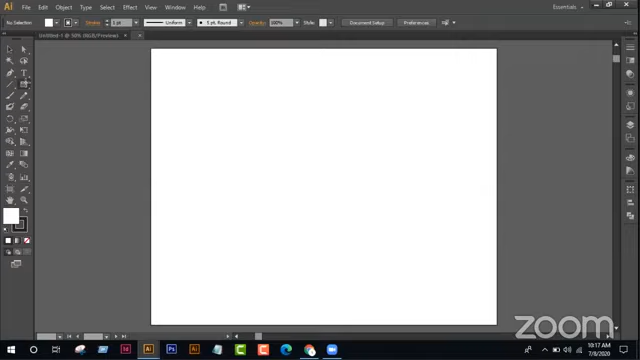 Ai File Edit Object Type Select Effect View Window Help Essentials
No Selection Stroke: 1 pt Uniform 5 pt. Round Opacity: 100% Style: Document Setup Preferences
Untitled-1 @ 50% (RGB/Preview)
zoom
10:17 AM
7/8/2020